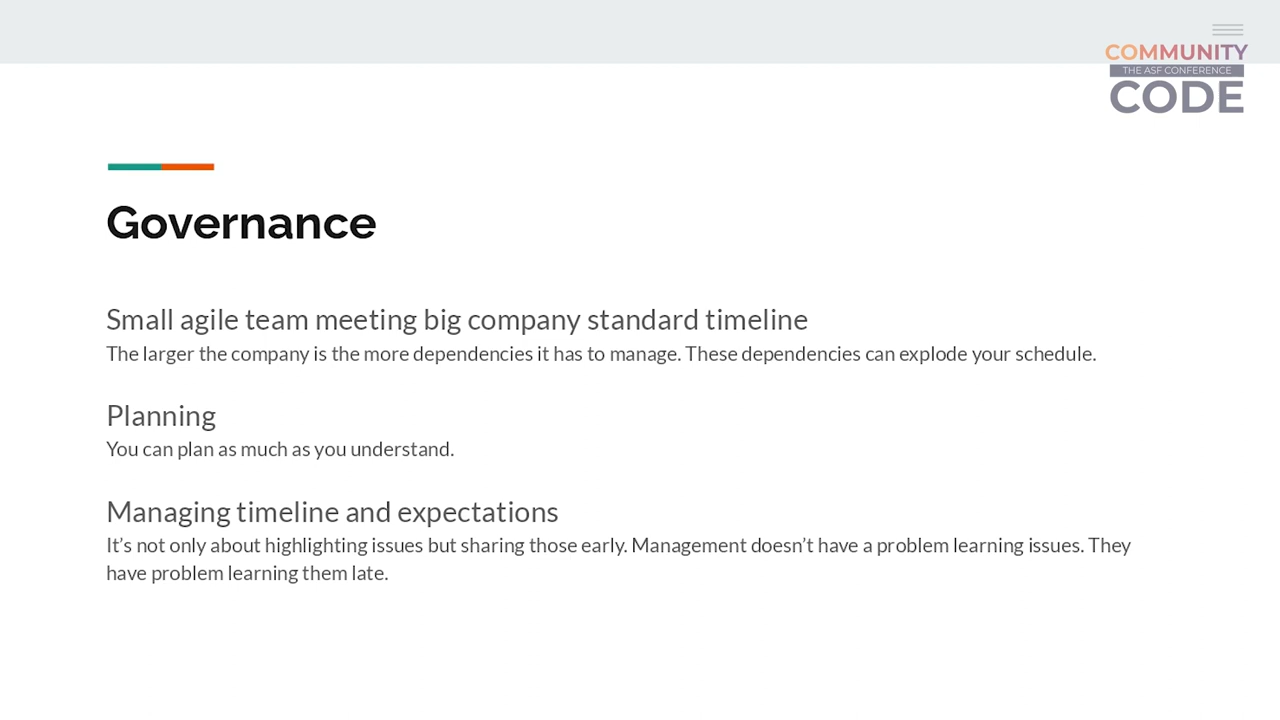 COMMUNITY
THE ASF CONFERENCE
CODE
Governance
Small agile team meeting big company standard timeline
The larger the company is the more dependencies it has to manage. These dependencies can explode your schedule.
Planning
You can plan as much as you understand.
Managing timeline and expectations
It’s not only about highlighting issues but sharing those early. Management doesn’t have a problem learning issues. They
have problem learning them late.